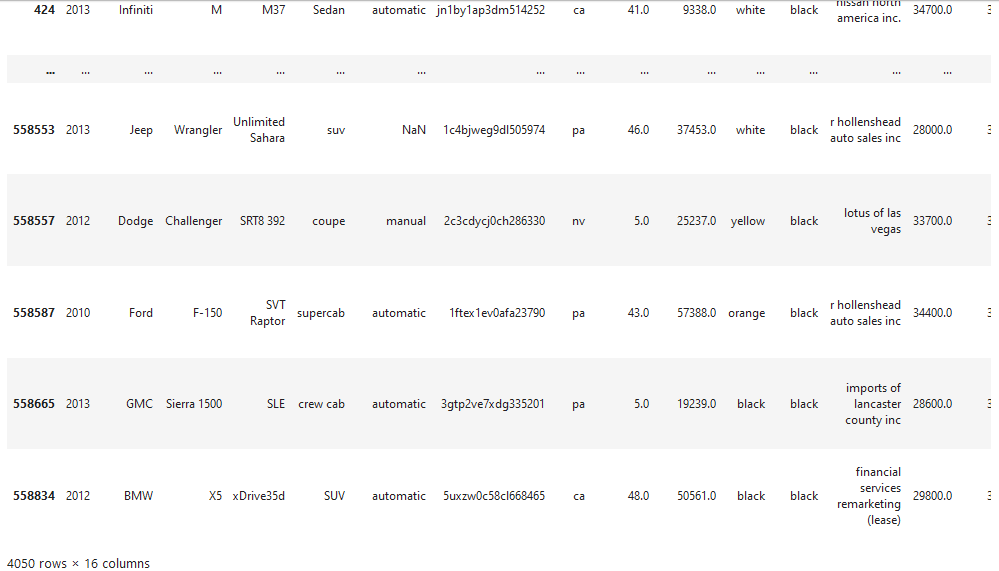 424 2013 Infiniti M M37 Sedan automatic jn1by1ap3dm514252 ca 41.0 9338.0 white black nissan north america inc. 34700.0 3
... ... ... ... ... ... ... ... ... ... ... ... ... ... ...
558553 2013 Jeep Wrangler Unlimited Sahara suv NaN 1c4bjweg9dl505974 pa 46.0 37453.0 white black r hollenshead auto sales inc 28000.0 3
558557 2012 Dodge Challenger SRT8 392 coupe manual 2c3cdycj0ch286330 nv 5.0 25237.0 yellow black lotus of las vegas 33700.0 3
558587 2010 Ford F-150 SVT Raptor supercab automatic 1ftex1ev0afa23790 pa 43.0 57388.0 orange black r hollenshead auto sales inc 34400.0 3
558665 2013 GMC Sierra 1500 SLE crew cab automatic 3gtp2ve7xdg335201 pa 5.0 19239.0 black black imports of lancaster county inc 28600.0 3
558834 2012 BMW X5 xDrive35d SUV automatic 5uxzw0c58cl668465 ca 48.0 50561.0 black black financial services remarketing (lease) 29800.0 3
4050 rows × 16 columns